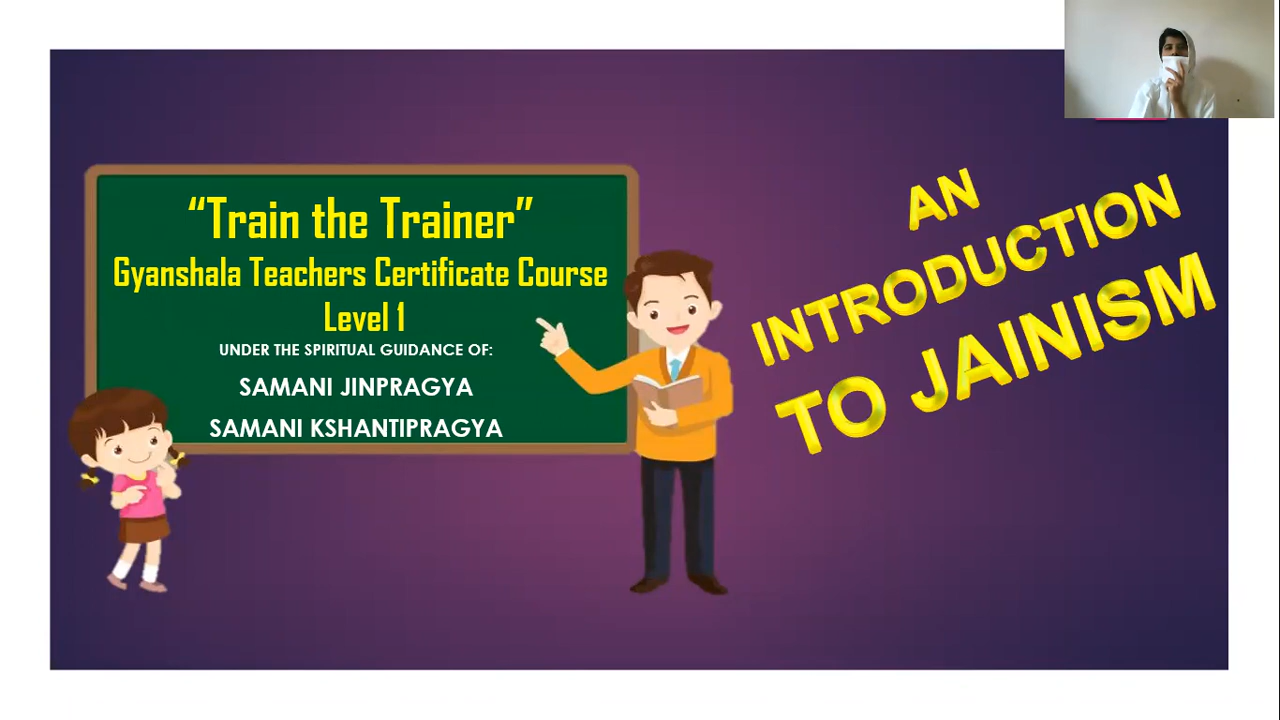 “Train the Trainer”
Gyanshala Teachers Certificate Course
Level 1
UNDER THE SPIRITUAL GUIDANCE OF:
SAMANI JINPRAGYA
SAMANI KSHANTIPRAGYA
AN
INTRODUCTION
TO JAINISM